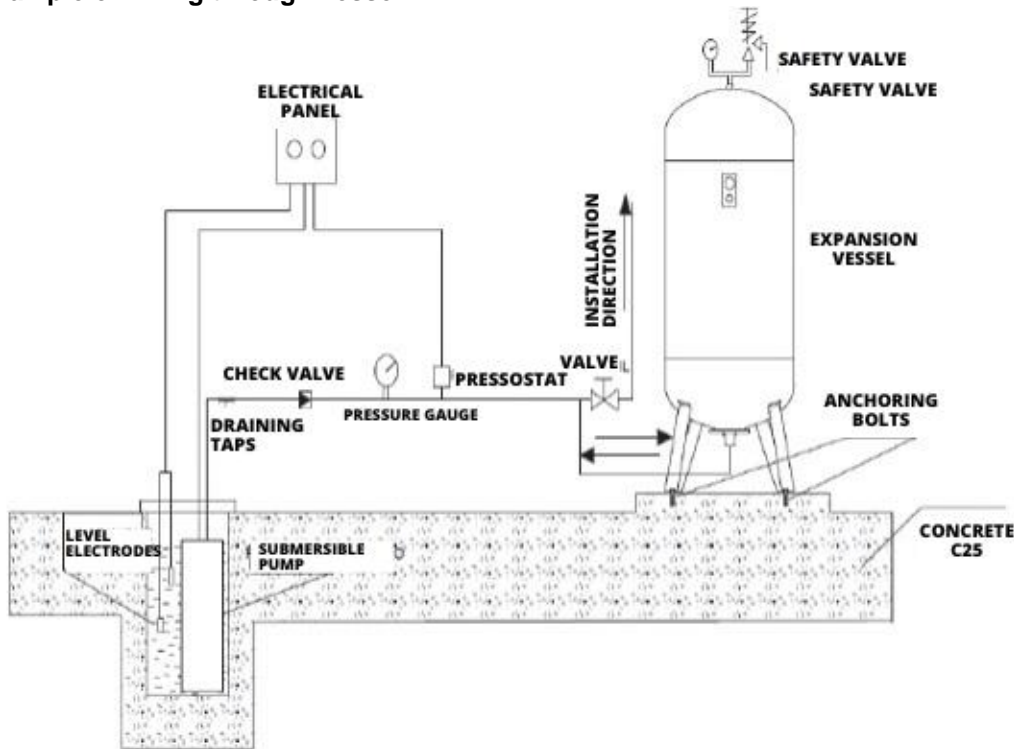 SAFETY VALVE
SAFETY VALVE
ELECTRICAL
PANEL
INSTALLATION
DIRECTION
EXPANSION
VESSEL
VALVE
CHECK VALVE
PRESSOSTAT
PRESSURE GAUGE
DRAINING
TAPS
ANCHORING
BOLTS
LEVEL
ELECTRODES
SUBMERSIBLE
PUMP
CONCRETE
C25